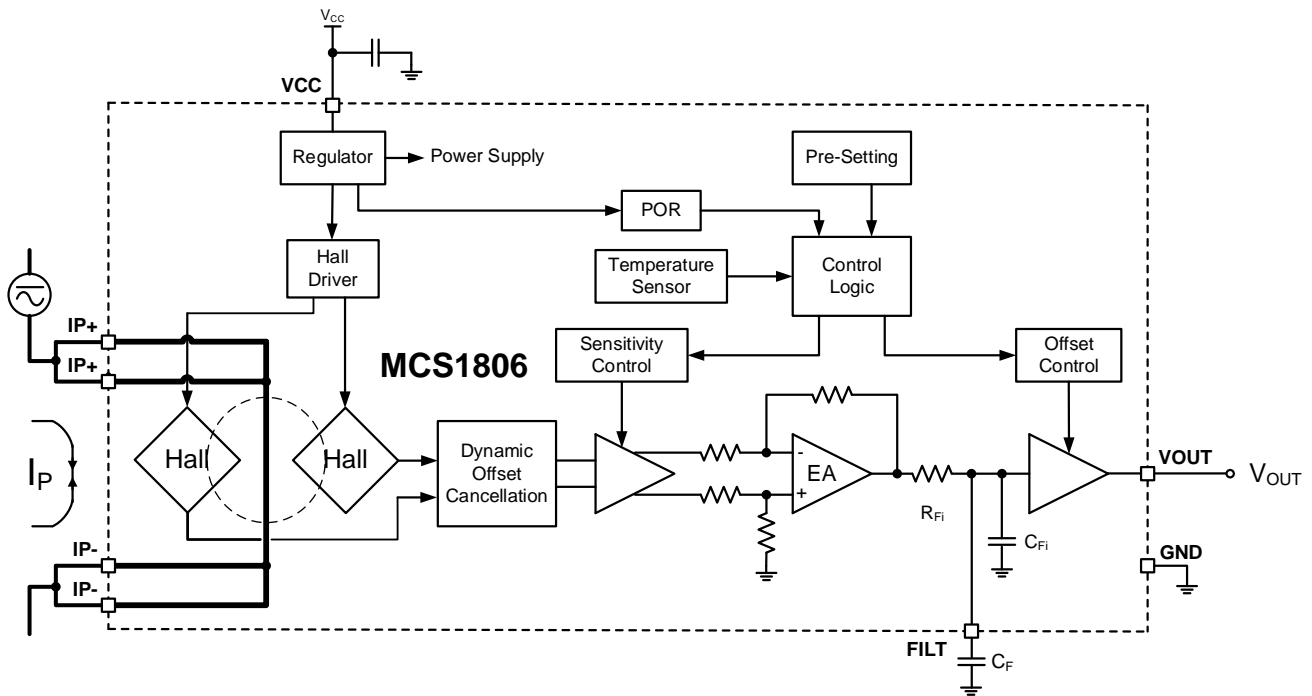 VCC
VCC
Regulator
Power Supply
Pre-Setting
POR
Hall
Driver
Temperature
Sensor
Control
Logic
IP+
IP+
MCS1806
Sensitivity
Control
Offset
Control
Hall
Hall
Dynamic
Offset
Cancellation
-
EA
+
IP
RFi
CFi
VOUT
VOUT
IP-
IP-
GND
FILT
CF